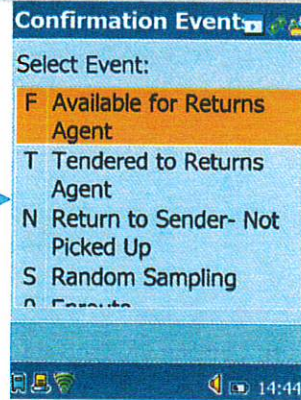 Confirmation Events
Select Event:
F Available for Returns
Agent
T Tendered to Returns
Agent
N Return to Sender- Not
Picked Up
S Random Sampling
14:44